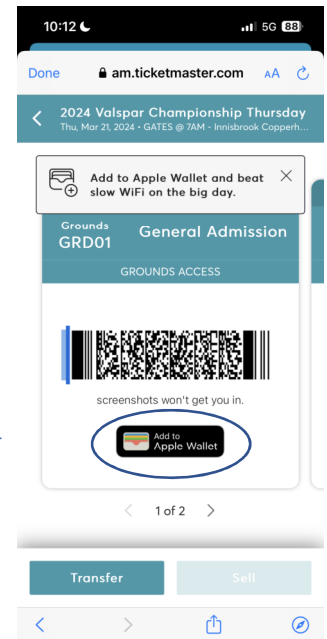 10:12
5G 88
Done am.ticketmaster.com AA
2024 Valspar Championship Thursday
Thu, Mar 21, 2024 • GATES @ 7AM - Innisbrook Copperh...
Add to Apple Wallet and beat
slow WiFi on the big day.
Grounds
GRD01
General Admission
GROUNDS ACCESS
screenshots won't get you in.
Add to
Apple Wallet
1 of 2
Transfer
Sell